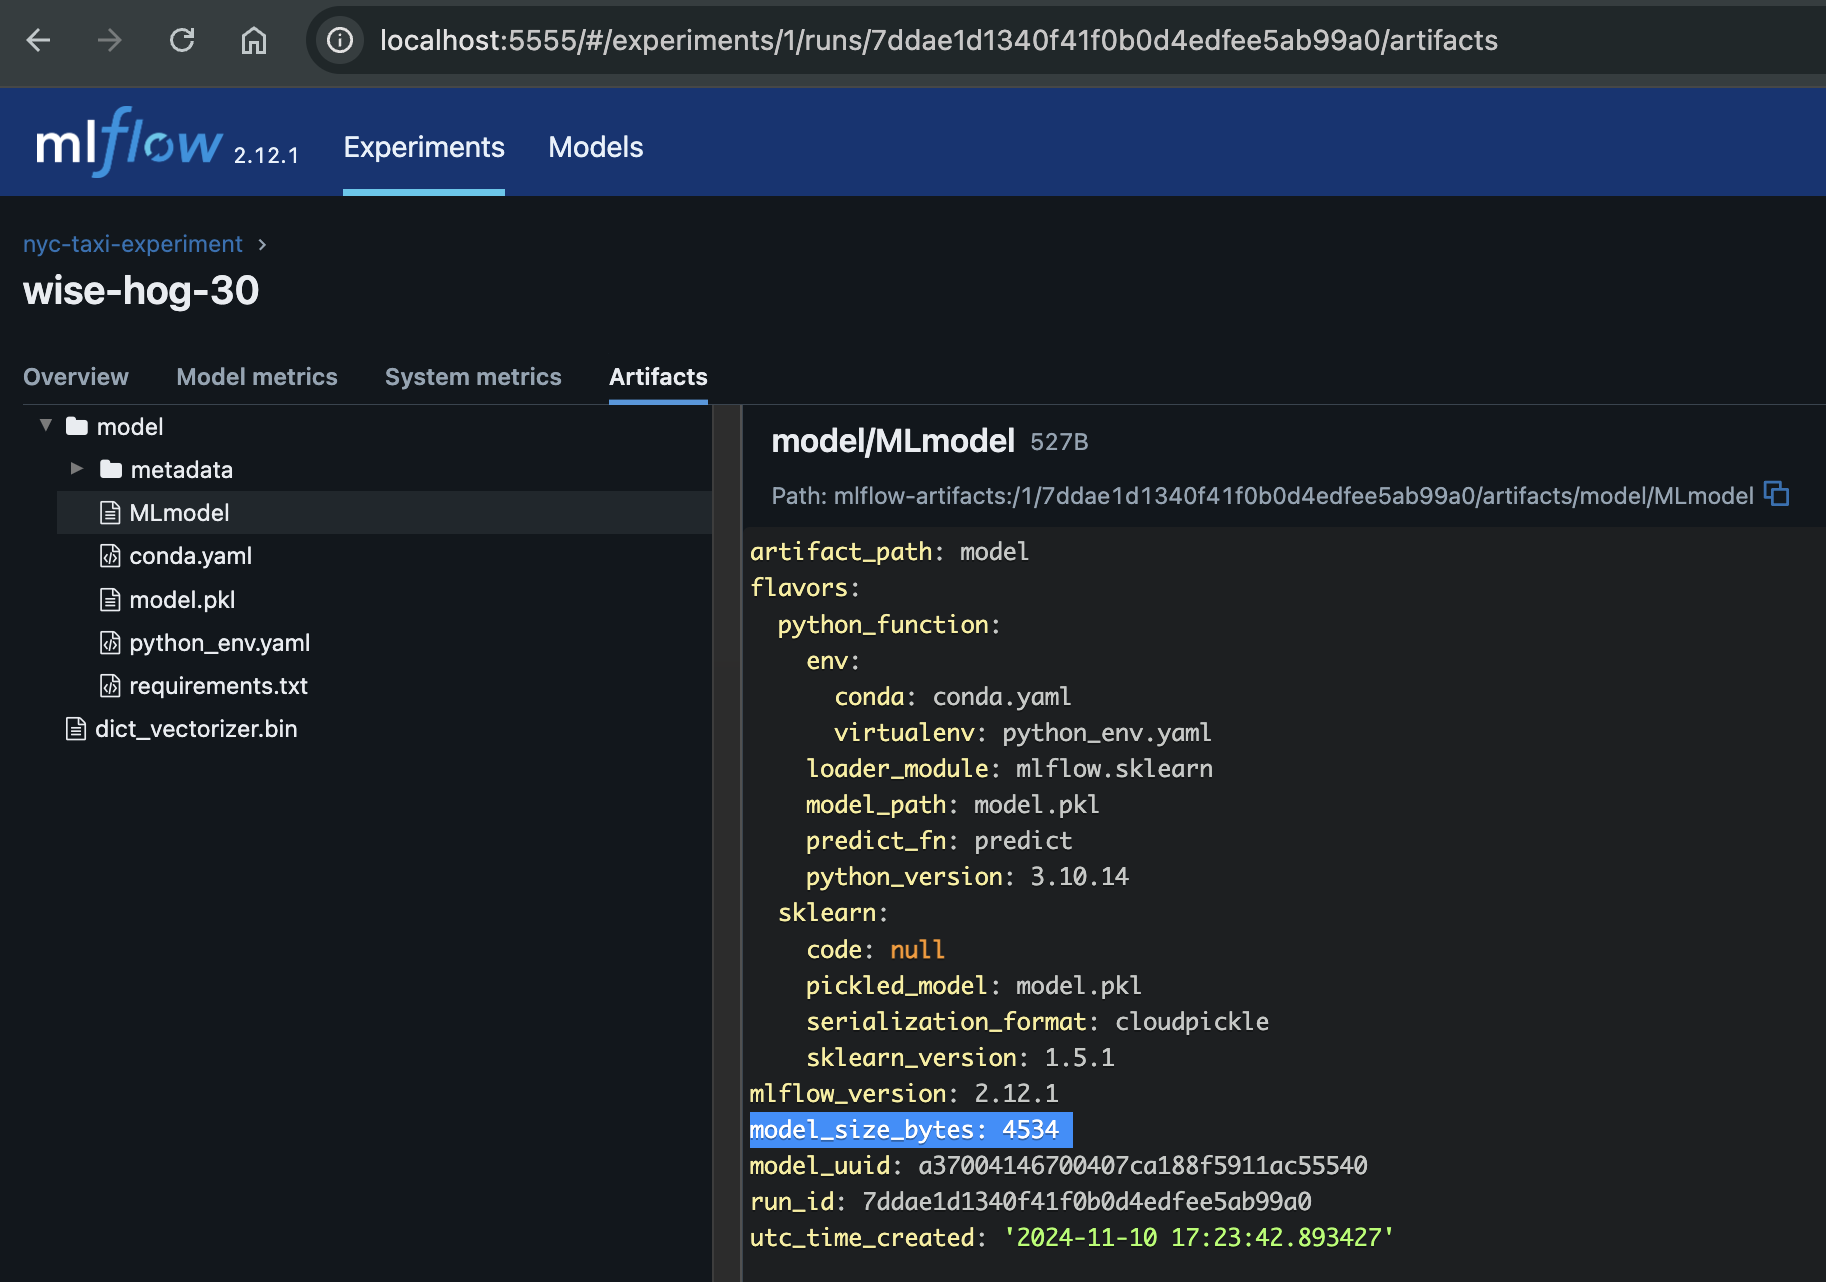 localhost:5555/#/experiments/1/runs/7ddae1d1340f41f0b0d4edfee5ab99a0/artifacts
mlflow 2.12.1 Experiments Models
nyc-taxi-experiment
wise-hog-30
Overview Model metrics System metrics Artifacts
model
metadata
MLmodel
conda.yaml
model.pkl
python_env.yaml
requirements.txt
dict_vectorizer.bin
model/MLmodel 527B
Path: mlflow-artifacts:/1/7ddae1d1340f41f0b0d4edfee5ab99a0/artifacts/model/MLmodel
artifact_path: model
flavors:
  python_function:
    env:
      conda: conda.yaml
      virtualenv: python_env.yaml
    loader_module: mlflow.sklearn
    model_path: model.pkl
    predict_fn: predict
    python_version: 3.10.14
  sklearn:
    code: null
    pickled_model: model.pkl
    serialization_format: cloudpickle
    sklearn_version: 1.5.1
mlflow_version: 2.12.1
model_size_bytes: 4534
model_uuid: a37004146700407ca188f5911ac55540
run_id: 7ddae1d1340f41f0b0d4edfee5ab99a0
utc_time_created: '2024-11-10 17:23:42.893427'